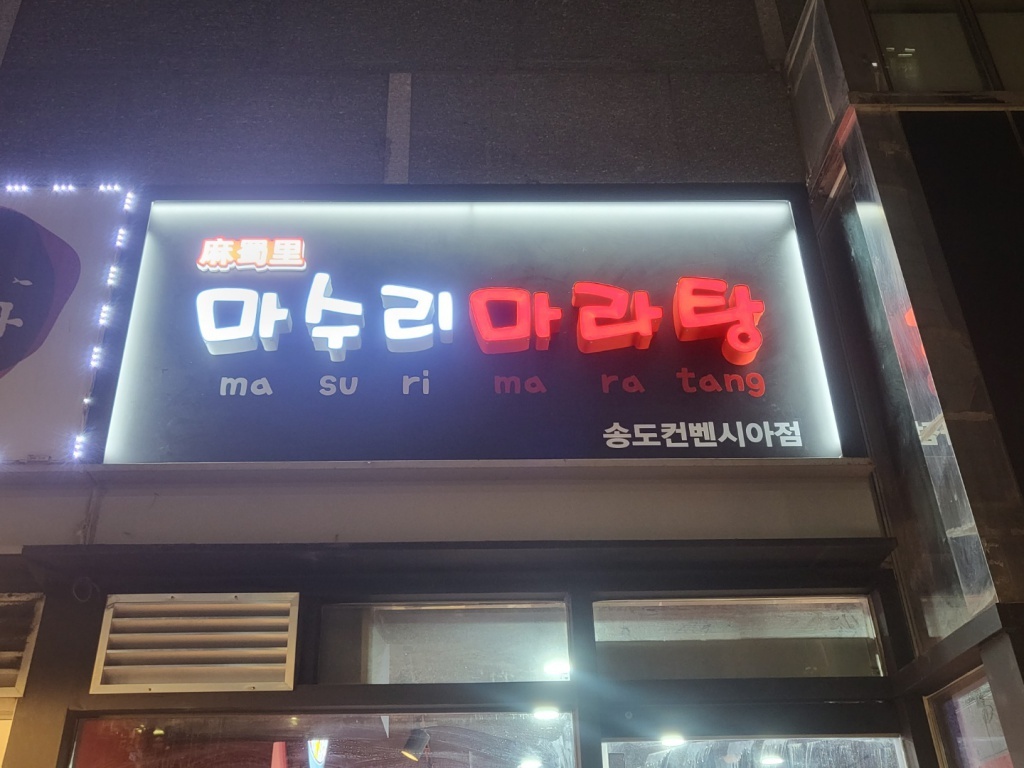 麻蜀里
마수리마라탕
ma su ri ma ra tang
송도컨벤시아점